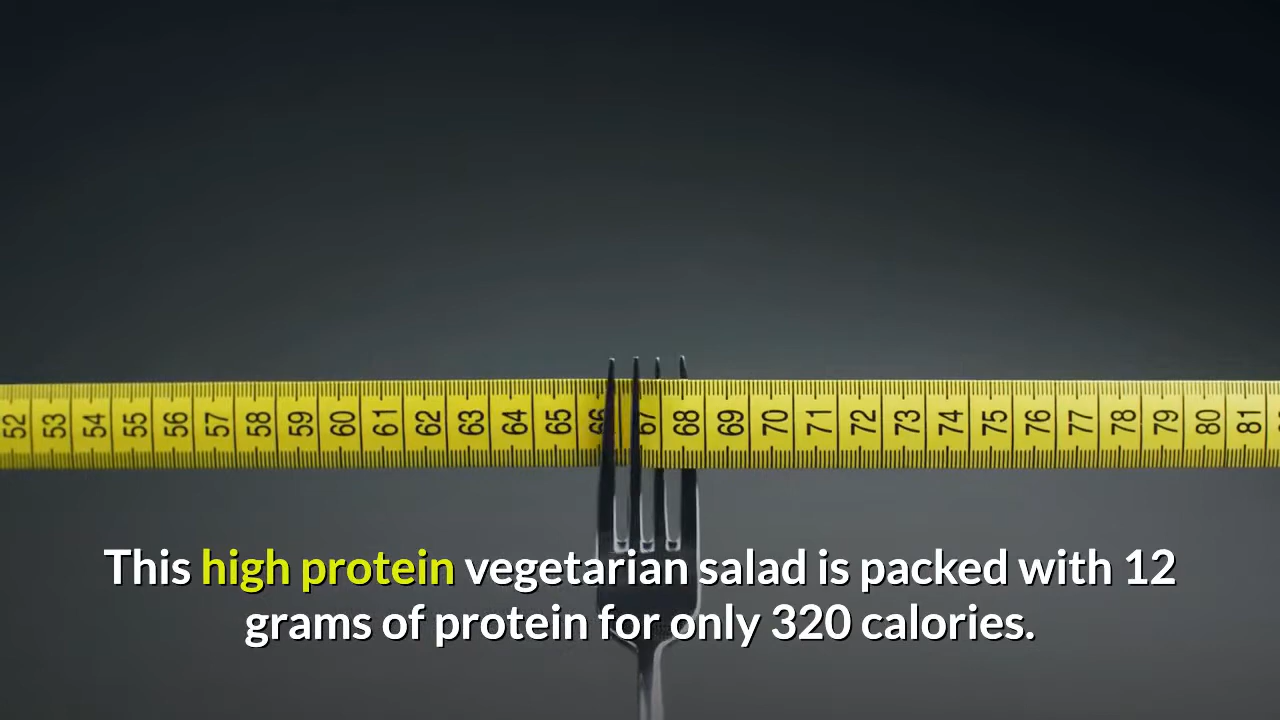 52 53 54 55 56 57 58 59 60 61 62 63 64 65 66 67 68 69 70 71 72 73 74 75 76 77 78 79 80 81
This high protein vegetarian salad is packed with 12
grams of protein for only 320 calories.